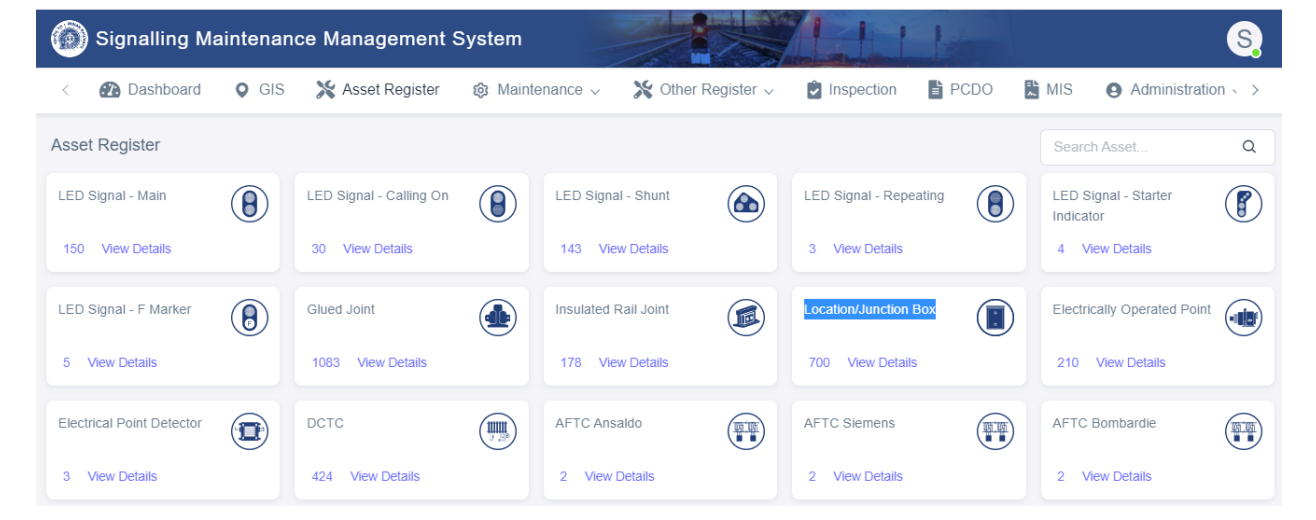 Signalling Maintenance Management System
S
Dashboard GIS Asset Register Maintenance Other Register Inspection PCDO MIS Administration
Asset Register
Search Asset...
LED Signal - Main
150 View Details
LED Signal - Calling On
30 View Details
LED Signal - Shunt
143 View Details
LED Signal - Repeating
3 View Details
LED Signal - Starter
Indicator
4 View Details
LED Signal - F Marker
F
5 View Details
Glued Joint
1083 View Details
Insulated Rail Joint
178 View Details
Location/Junction Box
700 View Details
Electrically Operated Point
210 View Details
Electrical Point Detector
3 View Details
DCTC
424 View Details
AFTC Ansaldo
2 View Details
AFTC Siemens
2 View Details
AFTC Bombardie
2 View Details